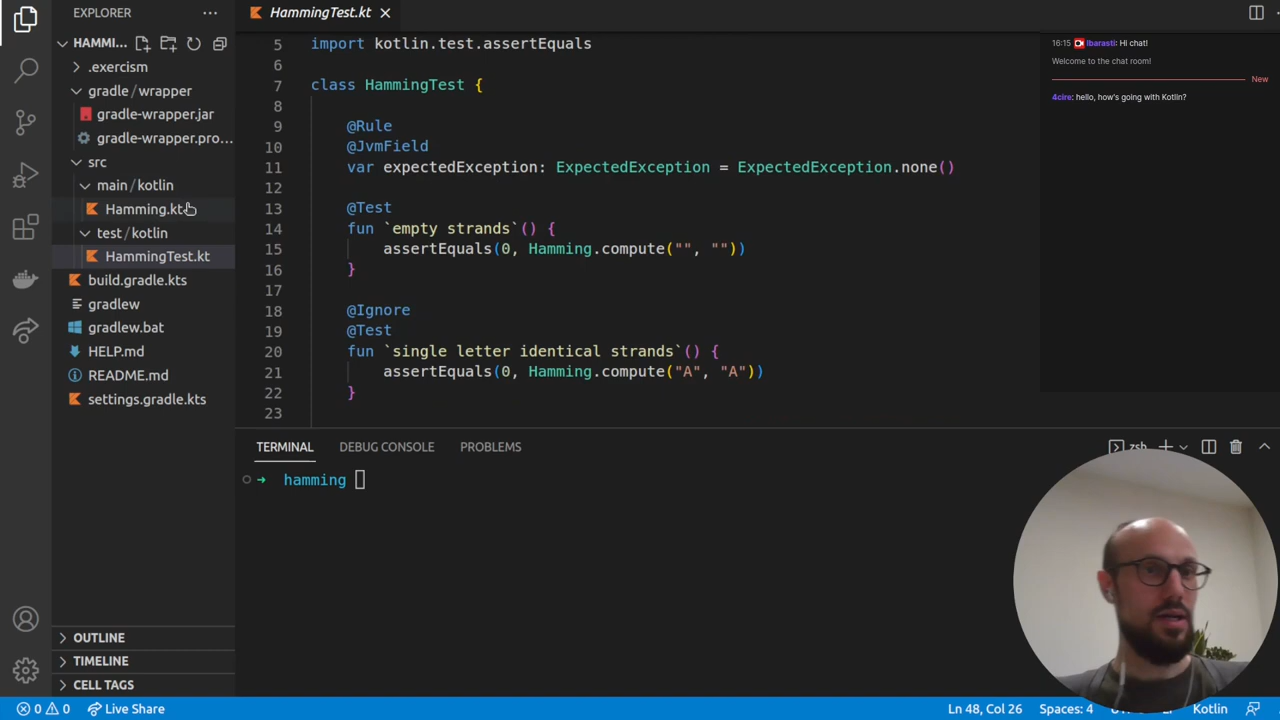 EXPLORER
HammingTest.kt
HAMMI...
.exercism
gradle / wrapper
gradle-wrapper.jar
gradle-wrapper.pro...
src
main / kotlin
Hamming.kt
test / kotlin
HammingTest.kt
build.gradle.kts
gradlew
gradlew.bat
HELP.md
README.md
settings.gradle.kts
OUTLINE
TIMELINE
CELL TAGS
5 import kotlin.test.assertEquals
6
7 class HammingTest {
8
9 @Rule
10 @JvmField
11 var expectedException: ExpectedException = ExpectedException.none()
12
13 @Test
14 fun `empty strands`() {
15 assertEquals(0, Hamming.compute("", ""))
16 }
17
18 @Ignore
19 @Test
20 fun `single letter identical strands`() {
21 assertEquals(0, Hamming.compute("A", "A"))
22 }
23
16:15 lbarasti: Hi chat!
Welcome to the chat room!
New
4cire: hello, how's going with Kotlin?
TERMINAL DEBUG CONSOLE PROBLEMS
zsh
hamming
0 0 Live Share
Ln 48, Col 26 Spaces: 4 Kotlin